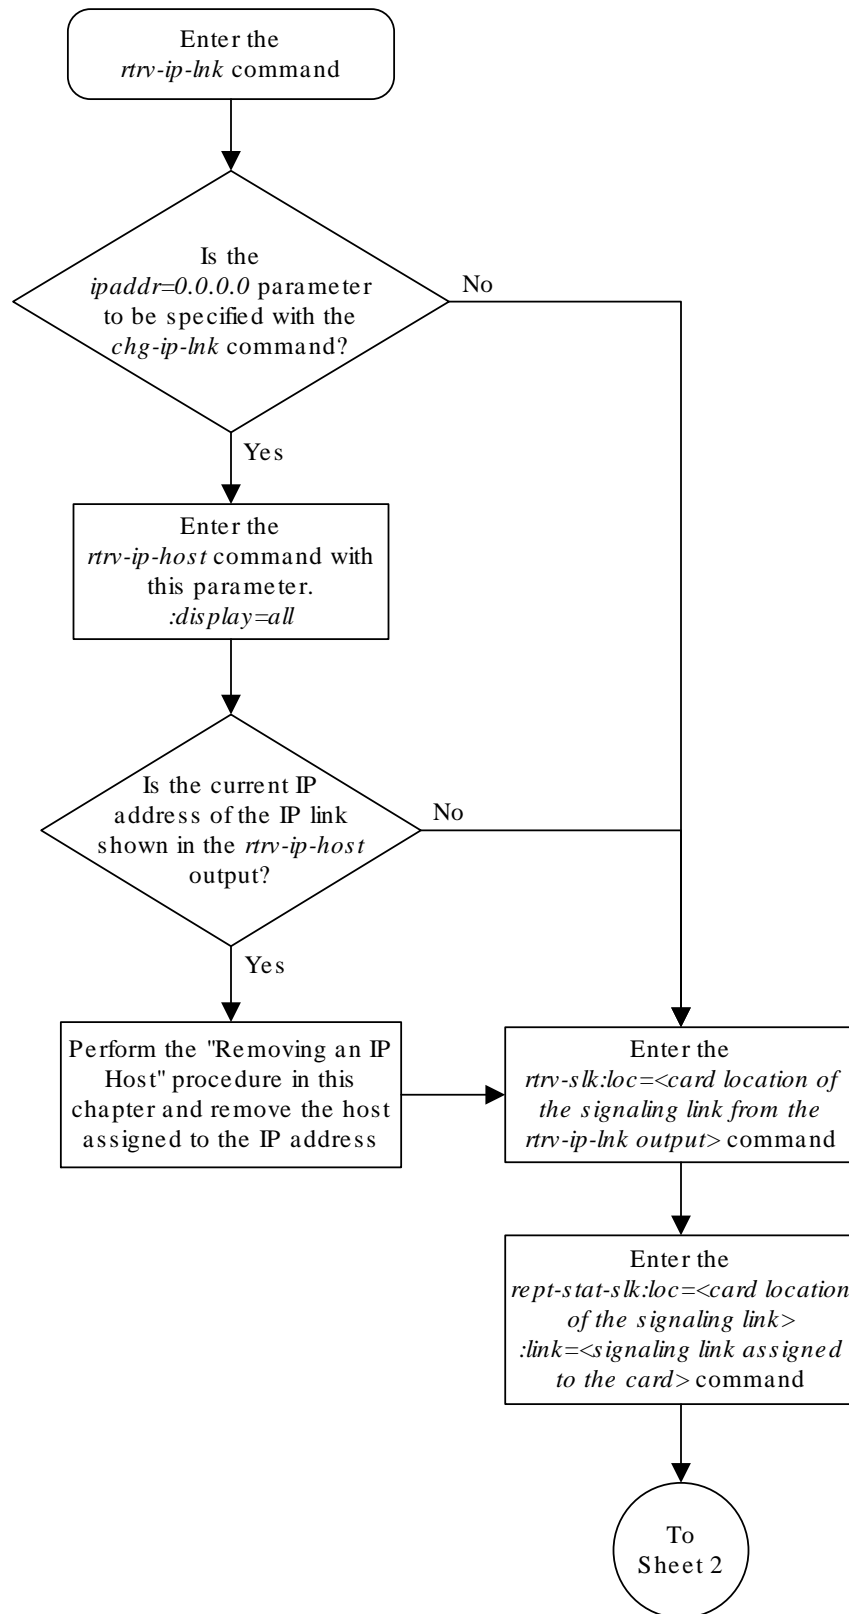 Enter the
rtrv-ip-lnk command
Is the
ipaddr=0.0.0.0 parameter
to be specified with the
chg-ip-lnk command?
No
Yes
Enter the
rtrv-ip-host command with
this parameter.
:display=all
Is the current IP
address of the IP link
shown in the rtrv-ip-host
output?
No
Yes
Perform the "Removing an IP
Host" procedure in this
chapter and remove the host
assigned to the IP address
Enter the
rtrv-slk:loc=<card location of
the signaling link from the
rtrv-ip-lnk output> command
Enter the
rept-stat-slk:loc=<card location
of the signaling link>
:link=<signaling link assigned
to the card> command
To
Sheet 2